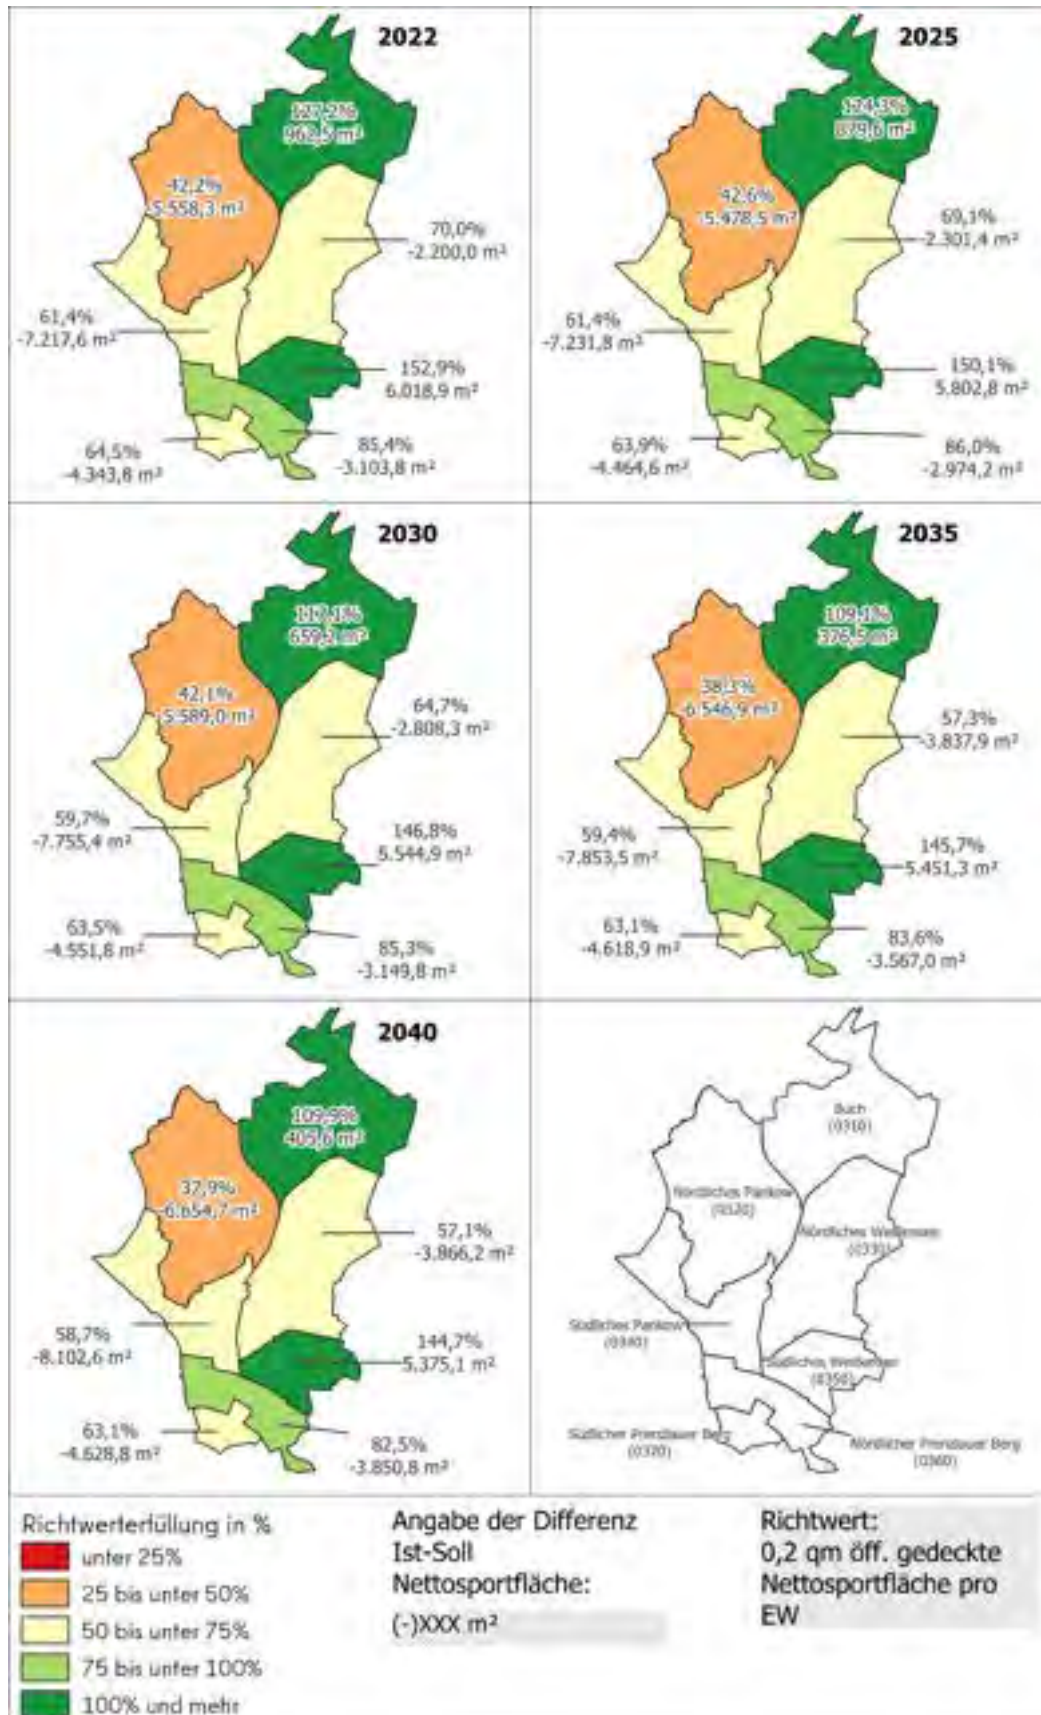 2022
127,2%
962,5 m²
42,2%
-5.558,3 m²
70,0%
-2.200,0 m²
61,4%
-7.217,6 m²
152,9%
6.018,9 m²
64,5%
-4.343,8 m²
85,4%
-3.103,8 m²
2025
124,3%
879,6 m²
42,6%
-5.478,5 m²
69,1%
-2.301,4 m²
61,4%
-7.231,8 m²
150,1%
5.802,8 m²
63,9%
-4.464,6 m²
86,0%
-2.974,2 m²
2030
117,1%
659,2 m²
42,1%
-5.589,0 m²
64,7%
-2.808,3 m²
59,7%
-7.755,4 m²
146,8%
5.544,9 m²
63,5%
-4.551,8 m²
85,3%
-3.149,8 m²
2035
109,1%
376,5 m²
38,3%
-6.546,9 m²
57,3%
-3.837,9 m²
59,4%
-7.853,5 m²
145,7%
5.451,3 m²
63,1%
-4.618,9 m²
83,6%
-3.567,0 m²
2040
109,9%
405,6 m²
37,9%
-6.654,7 m²
57,1%
-3.866,2 m²
58,7%
-8.102,6 m²
144,7%
5.375,1 m²
63,1%
-4.628,8 m²
82,5%
-3.850,8 m²
Buch
(0310)
Nördliches Pankow
(0320)
Nördliches Weißensee
(0330)
Südliches Pankow
(0340)
Südliches Weißensee
(0350)
Südlicher Prenzlauer Berg
Nördlicher Prenzlauer Berg
(0360)
Richtwerterfüllung in %
unter 25%
25 bis unter 50%
50 bis unter 75%
75 bis unter 100%
100% und mehr
Angabe der Differenz
Ist-Soll
Nettosportfläche:
(-)XXX m²
Richtwert:
0,2 qm öff. gedeckte
Nettosportfläche pro
EW